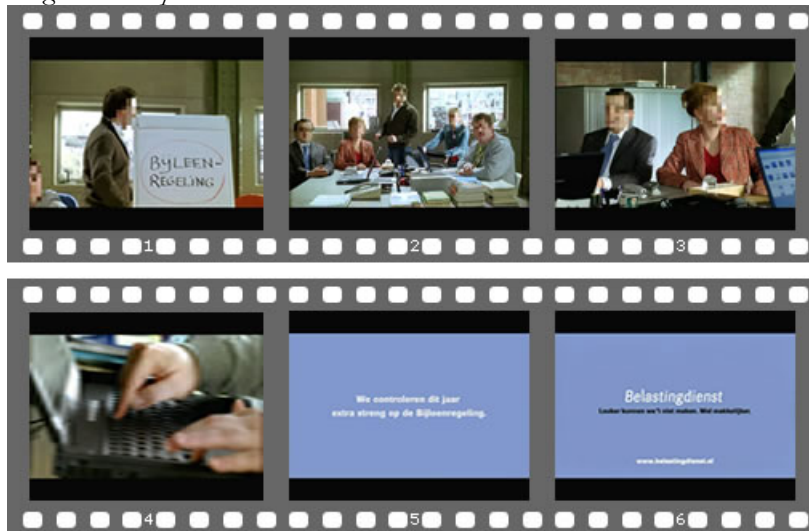 BYLEEN-
REGELING
1
2
3
We controleren dit jaar
extra streng op de Bijleenregeling.
Belastingdienst
Leuker kunnen we't niet maken. Wel makkelijker.
www.belastingdienst.nl
4
5
6